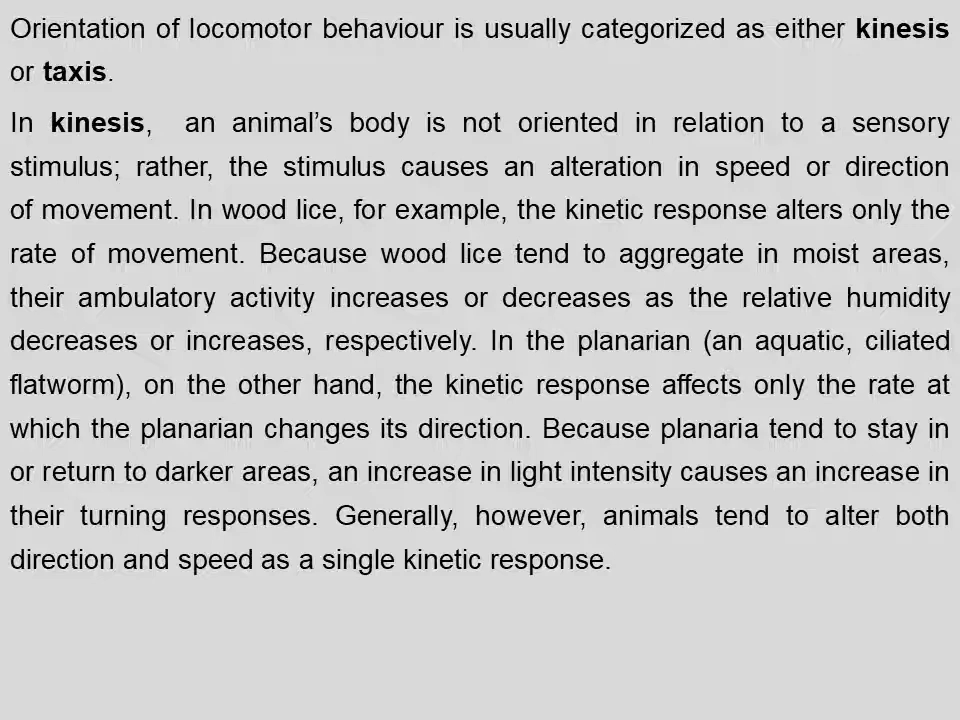 Orientation of locomotor behaviour is usually categorized as either kinesis
or taxis.
In kinesis, an animal’s body is not oriented in relation to a sensory
stimulus; rather, the stimulus causes an alteration in speed or direction
of movement. In wood lice, for example, the kinetic response alters only the
rate of movement. Because wood lice tend to aggregate in moist areas,
their ambulatory activity increases or decreases as the relative humidity
decreases or increases, respectively. In the planarian (an aquatic, ciliated
flatworm), on the other hand, the kinetic response affects only the rate at
which the planarian changes its direction. Because planaria tend to stay in
or return to darker areas, an increase in light intensity causes an increase in
their turning responses. Generally, however, animals tend to alter both
direction and speed as a single kinetic response.